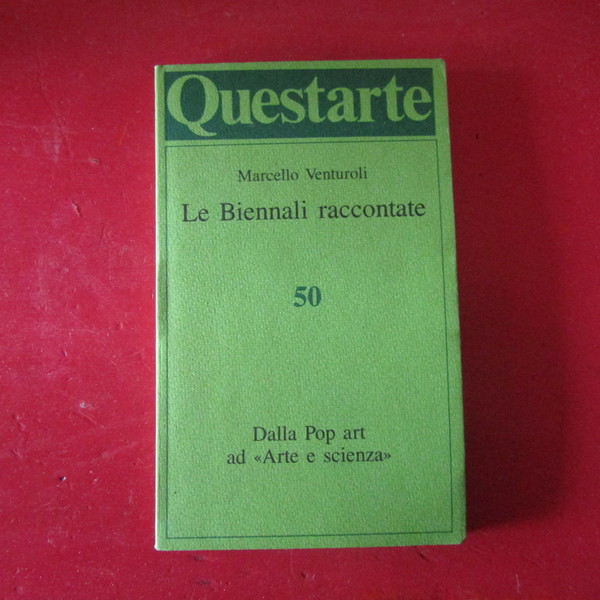 Questarte
Marcello Venturoli
Le Biennali raccontate
50
Dalla Pop art
ad «Arte e scienza»